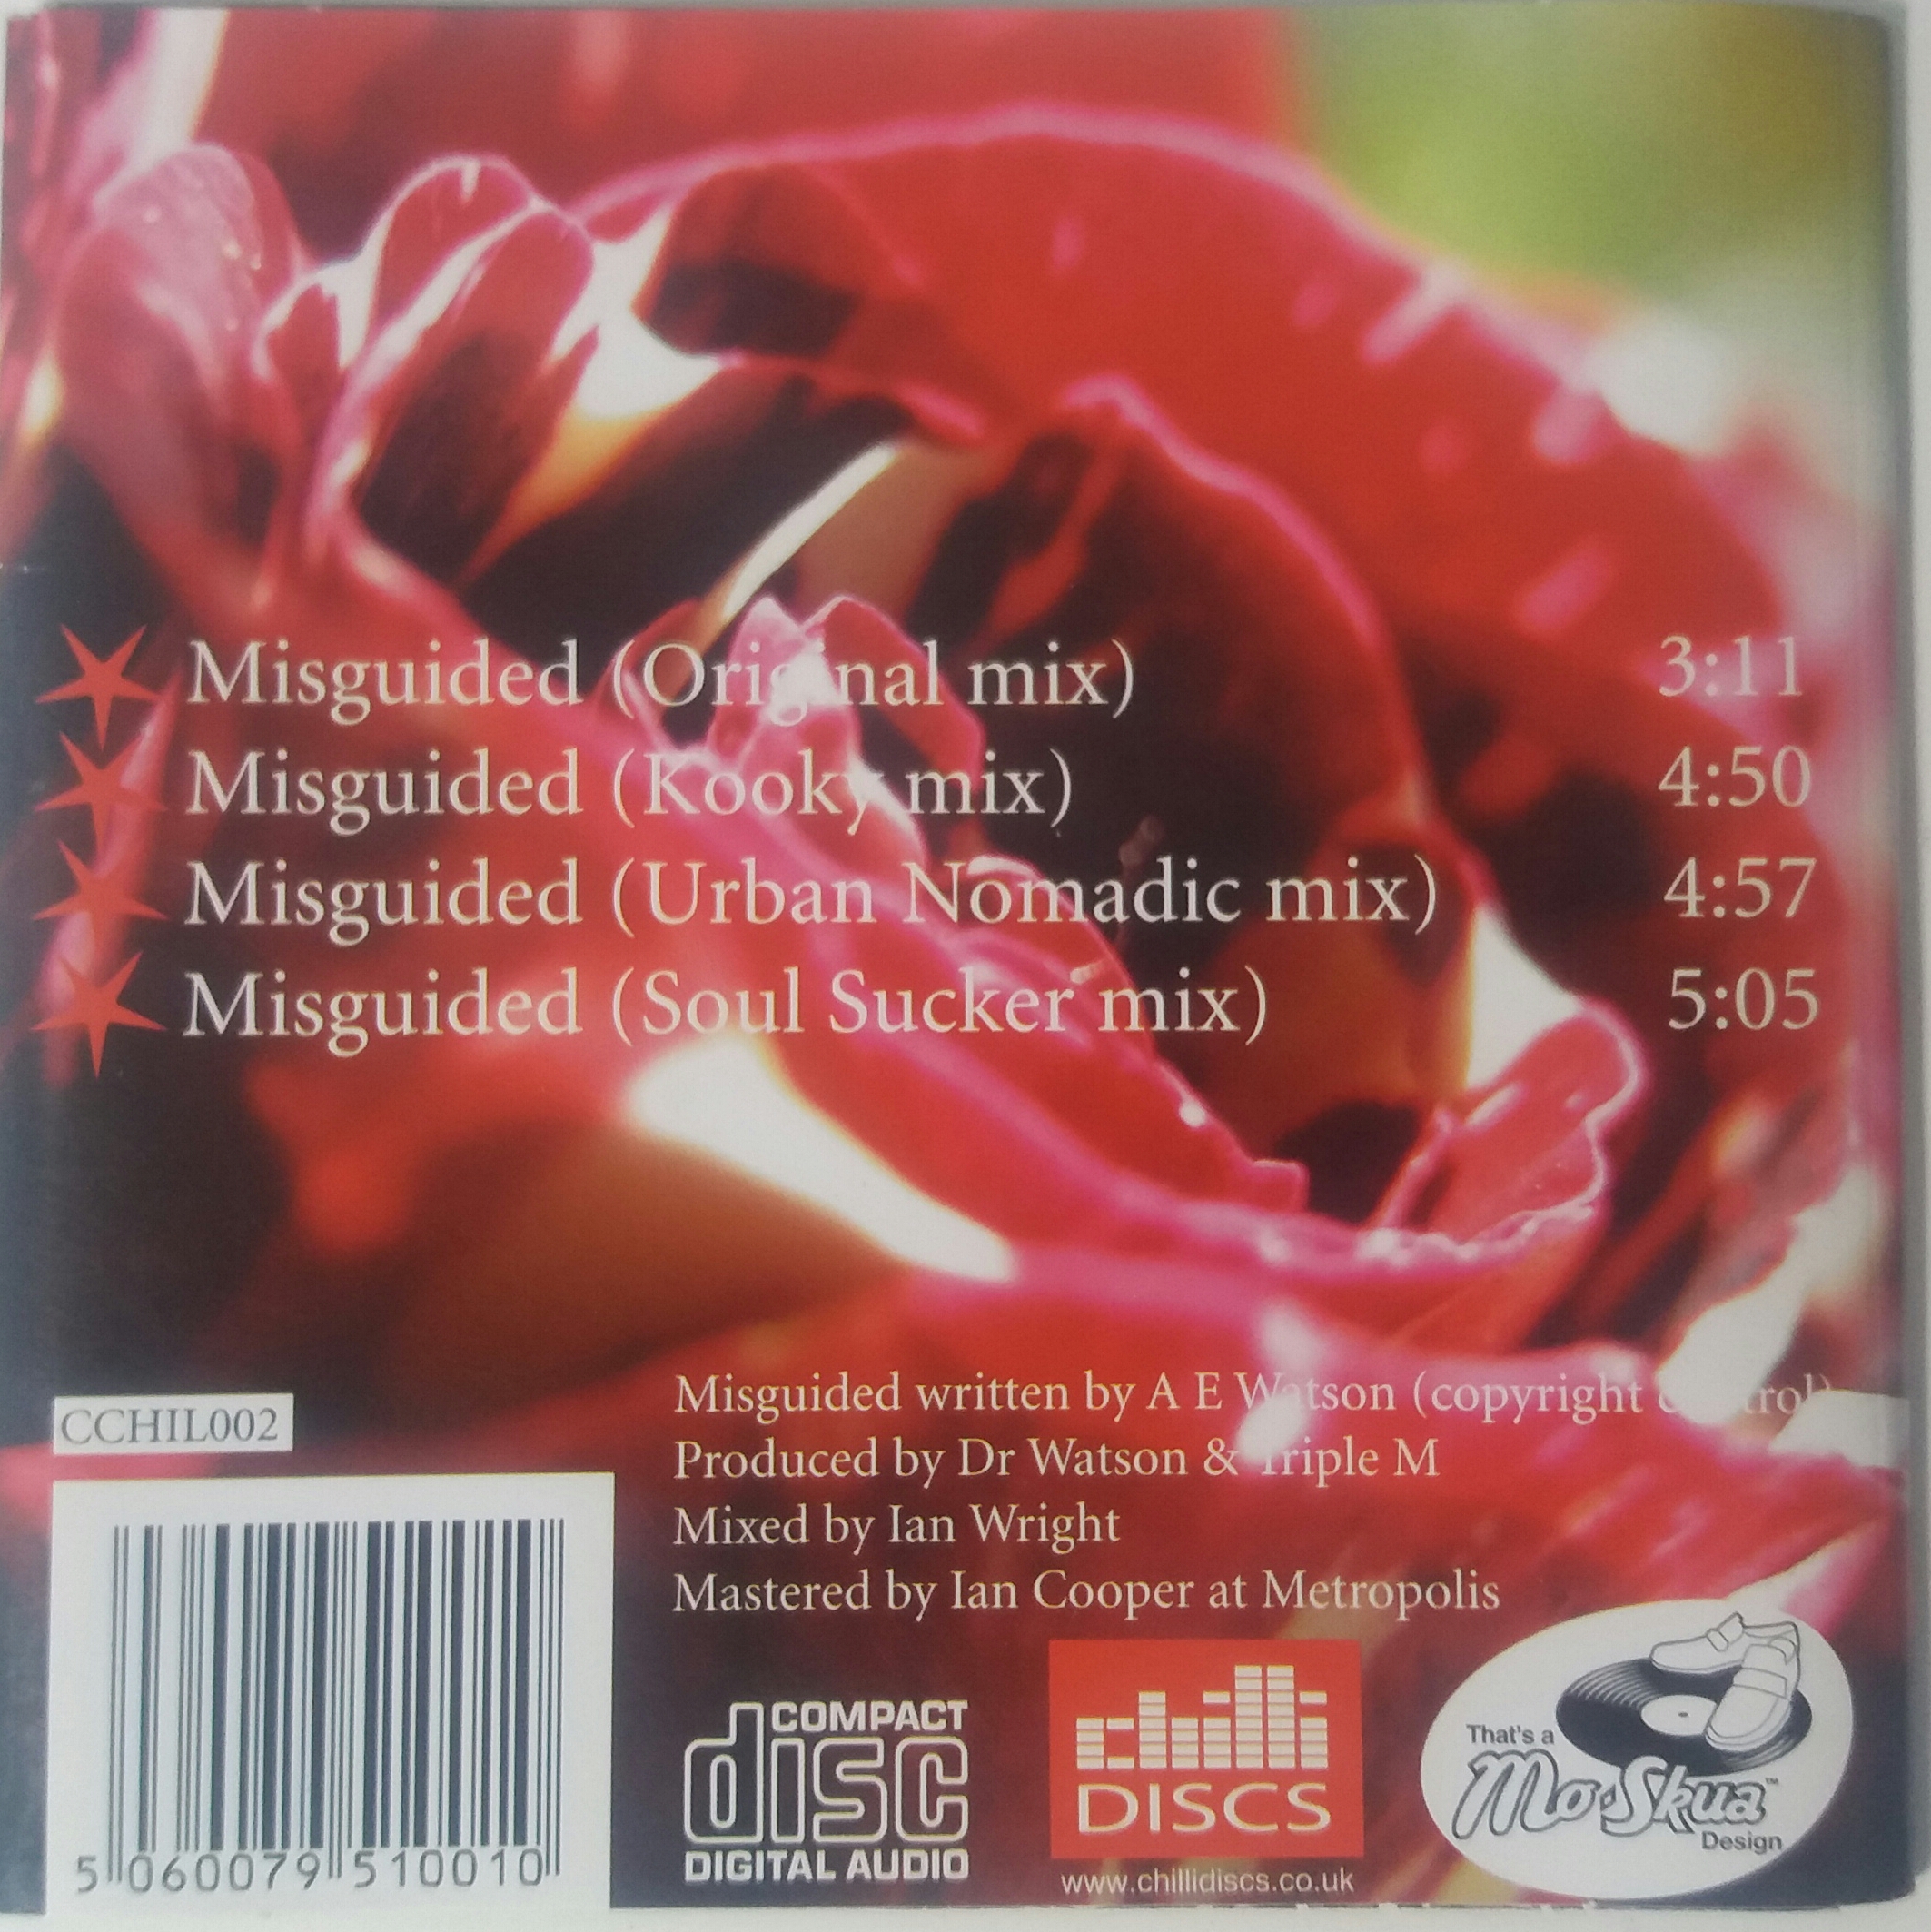 Misguided (Original mix) 3:11
Misguided (Kooky mix) 4:50
Misguided (Urban Nomadic mix) 4:57
Misguided (Soul Sucker mix) 5:05
CCHIL002
Misguided written by A E Watson (copyright control)
Produced by Dr Watson & Triple M
Mixed by Ian Wright
Mastered by Ian Cooper at Metropolis
5 060079 510010
COMPACT
disc
DIGITAL AUDIO
chilli
DISCS
www.chillidiscs.co.uk
That's a
Mo•Skua™
Design